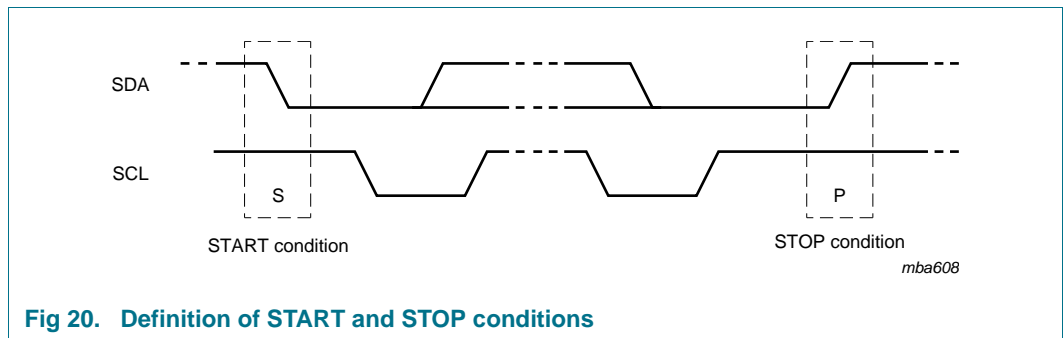 SDA
SCL
S
P
START condition
STOP condition
mba608
Fig 20. Definition of START and STOP conditions